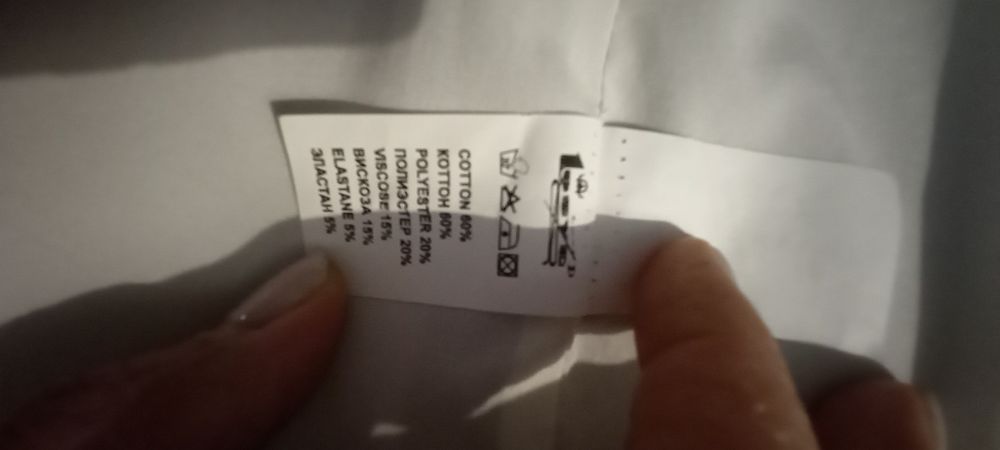 COTTON 60%
КОТТОН 60%
POLYESTER 20%
ПОЛИЭСТЕР 20%
VISCOSE 15%
ВИСКОЗА 15%
ELASTANE 5%
ЭЛАСТАН 5%